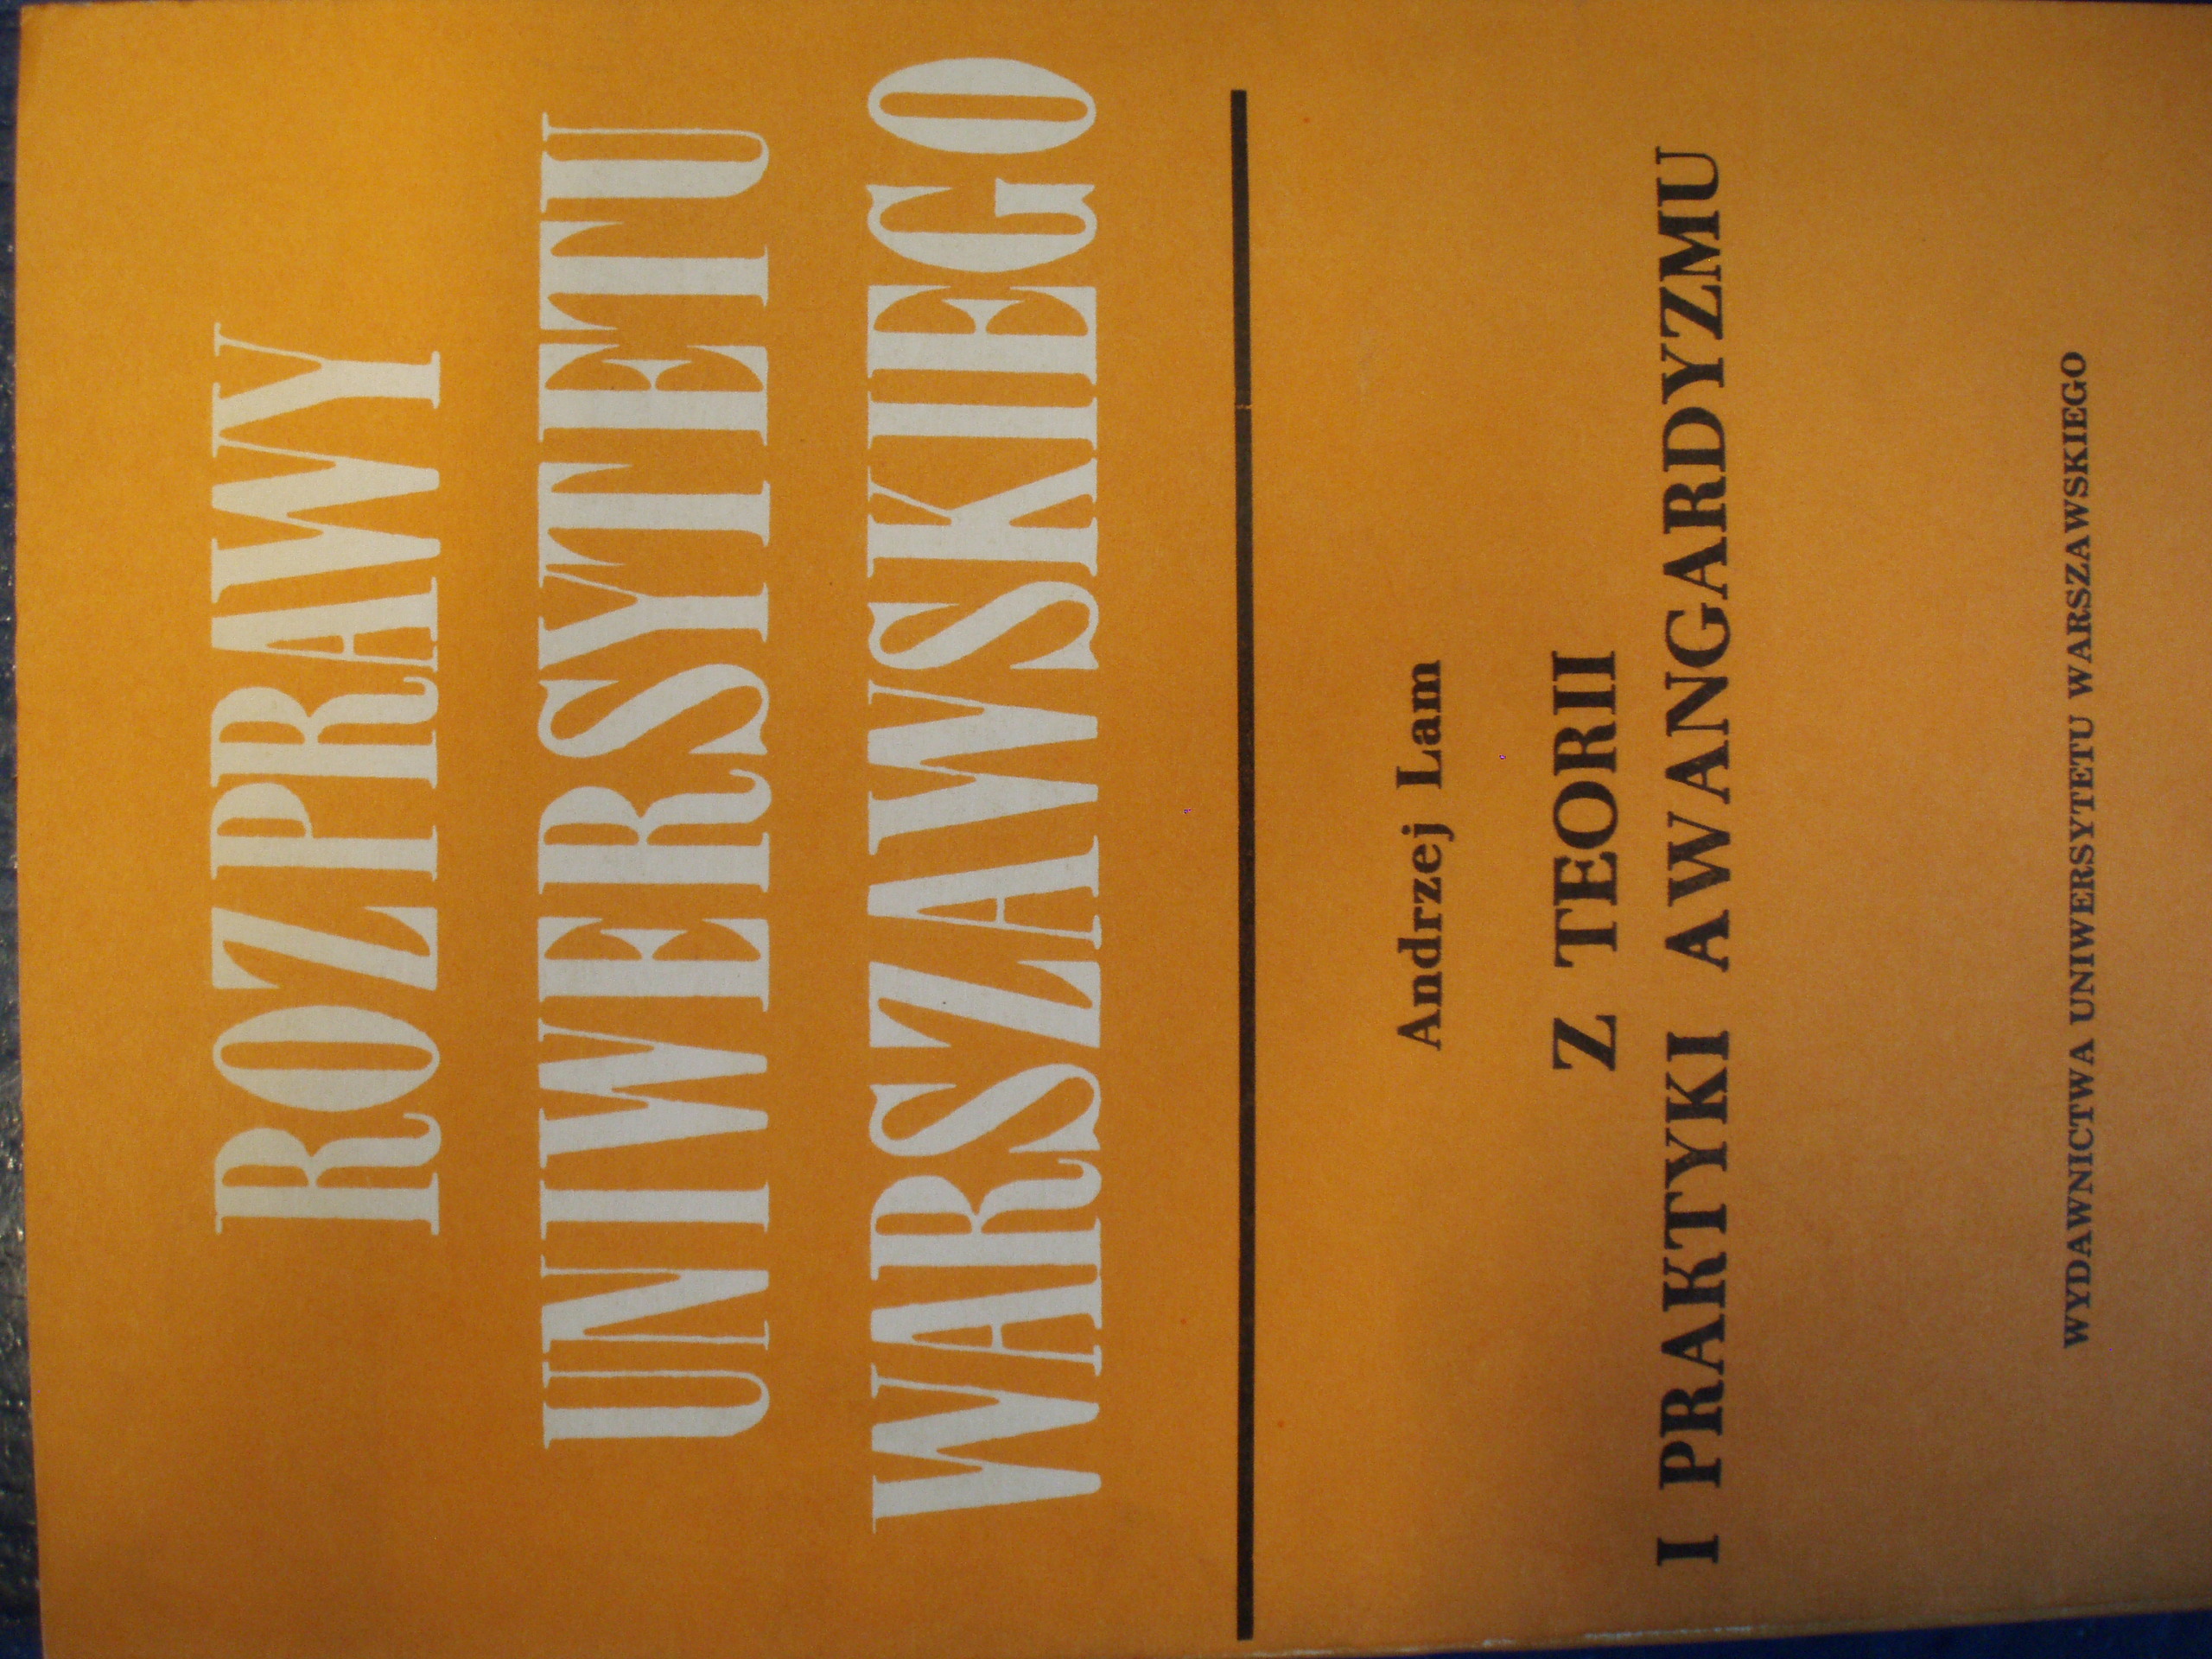 ROZPRAWY
UNIWERSYTETU
WARSZAWSKIEGO
Andrzej Lam
Z TEORII
I PRAKTYKI AWANGARDYZMU
WYDAWNICTWA UNIWERSYTETU WARSZAWSKIEGO